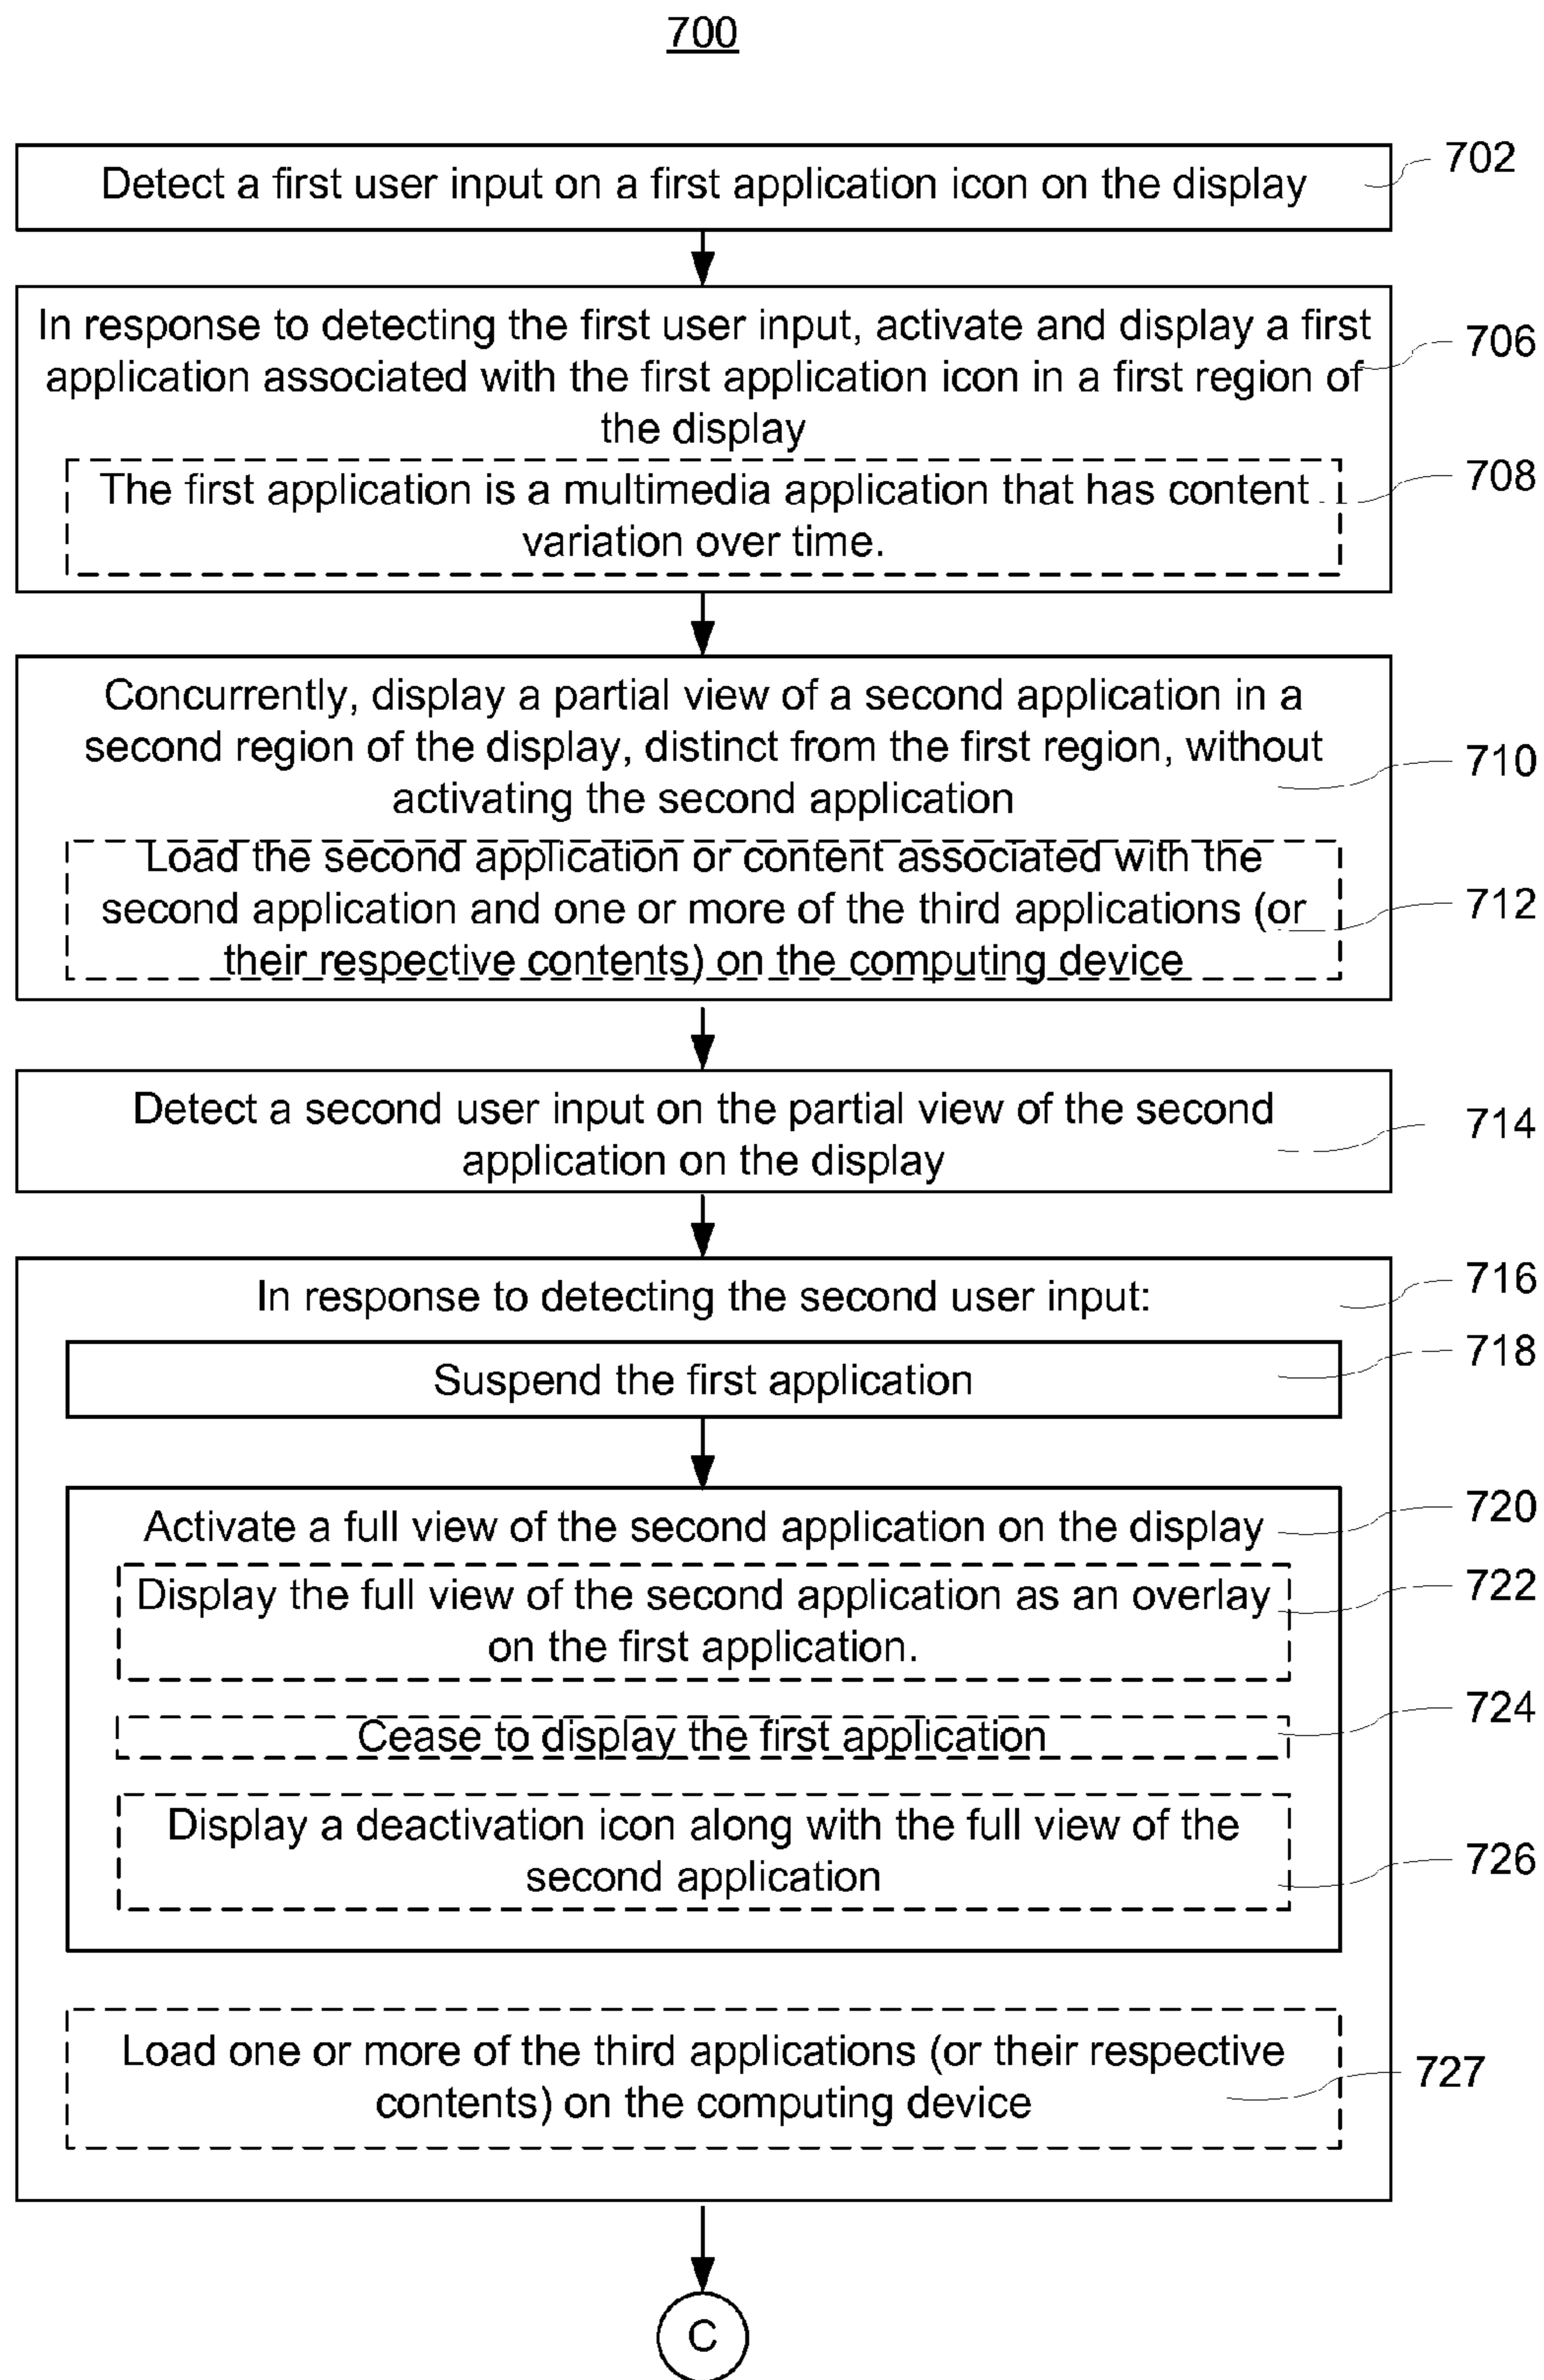 700
Detect a first user input on a first application icon on the display
702
In response to detecting the first user input, activate and display a first
application associated with the first application icon in a first region of
the display
706
The first application is a multimedia application that has content
variation over time.
708
Concurrently, display a partial view of a second application in a
second region of the display, distinct from the first region, without
activating the second application
710
Load the second application or content associated with the
second application and one or more of the third applications (or
their respective contents) on the computing device
712
Detect a second user input on the partial view of the second
application on the display
714
In response to detecting the second user input:
716
Suspend the first application
718
Activate a full view of the second application on the display
720
Display the full view of the second application as an overlay
on the first application.
722
Cease to display the first application
724
Display a deactivation icon along with the full view of the
second application
726
Load one or more of the third applications (or their respective
contents) on the computing device
727
C